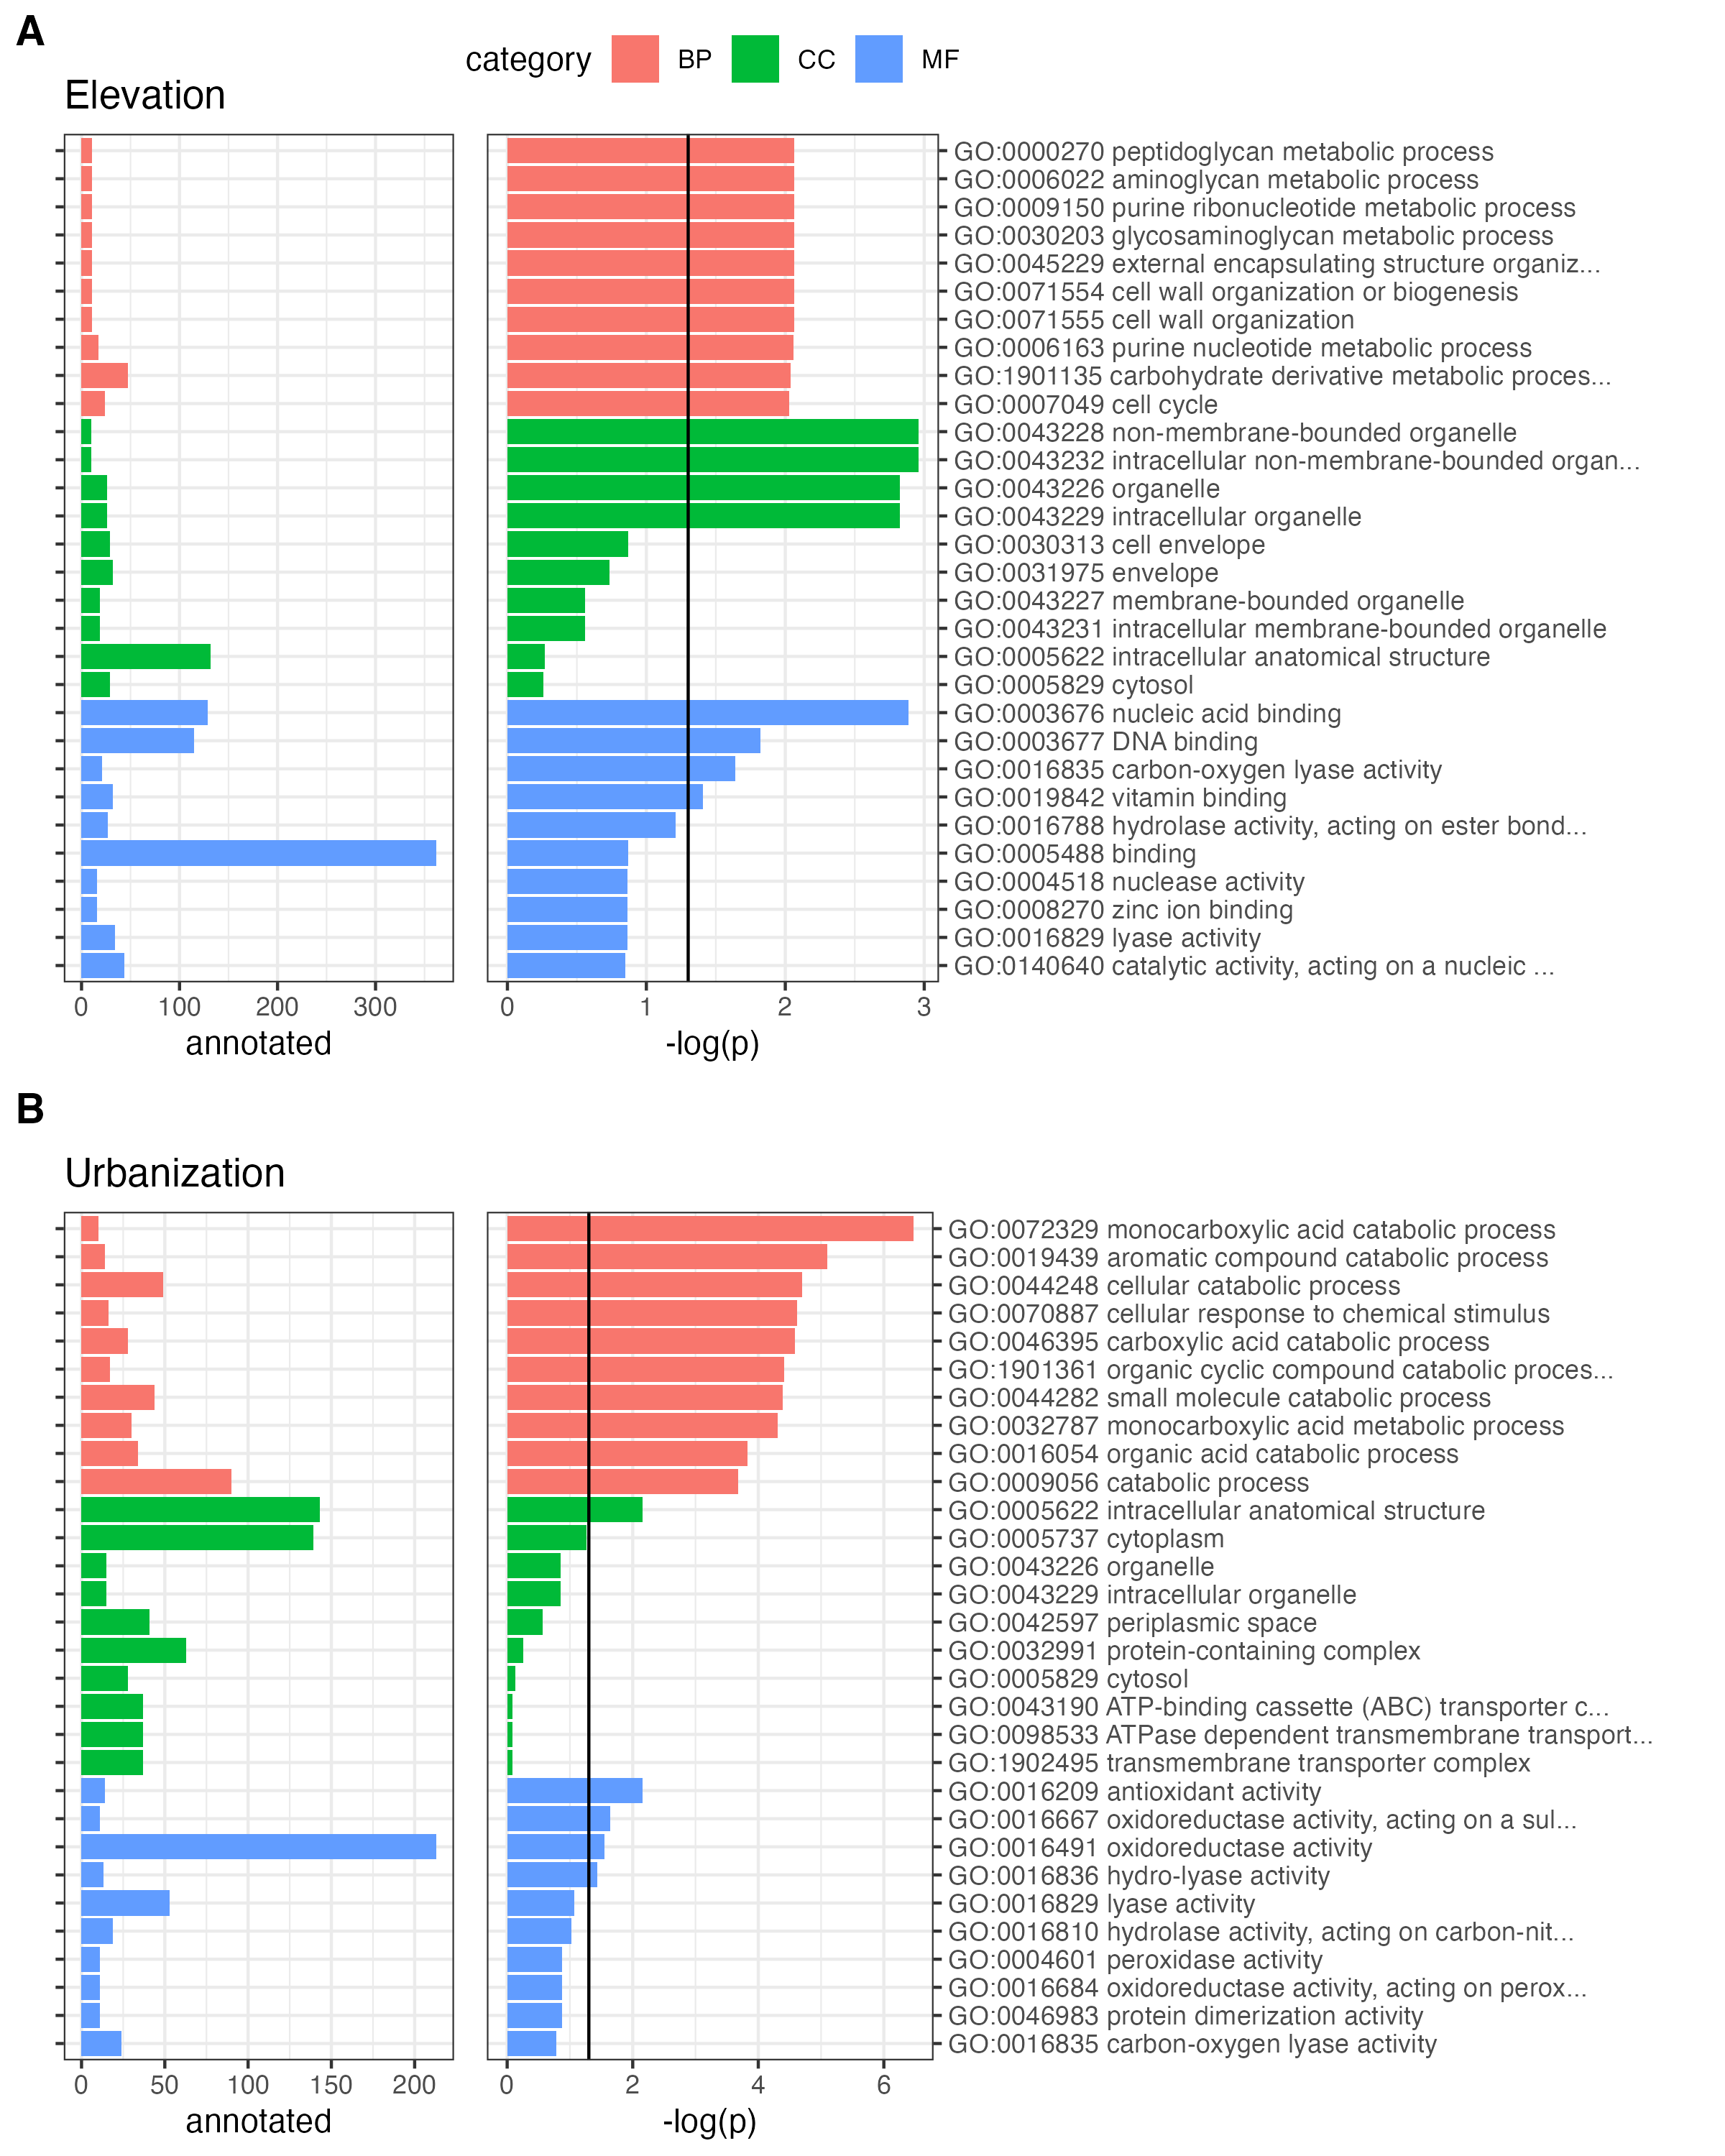 A
category BP CC MF
Elevation
GO:0000270 peptidoglycan metabolic process
GO:0006022 aminoglycan metabolic process
GO:0009150 purine ribonucleotide metabolic process
GO:0030203 glycosaminoglycan metabolic process
GO:0045229 external encapsulating structure organiz...
GO:0071554 cell wall organization or biogenesis
GO:0071555 cell wall organization
GO:0006163 purine nucleotide metabolic process
GO:1901135 carbohydrate derivative metabolic proces...
GO:0007049 cell cycle
GO:0043228 non-membrane-bounded organelle
GO:0043232 intracellular non-membrane-bounded organ...
GO:0043226 organelle
GO:0043229 intracellular organelle
GO:0030313 cell envelope
GO:0031975 envelope
GO:0043227 membrane-bounded organelle
GO:0043231 intracellular membrane-bounded organelle
GO:0005622 intracellular anatomical structure
GO:0005829 cytosol
GO:0003676 nucleic acid binding
GO:0003677 DNA binding
GO:0016835 carbon-oxygen lyase activity
GO:0019842 vitamin binding
GO:0016788 hydrolase activity, acting on ester bond...
GO:0005488 binding
GO:0004518 nuclease activity
GO:0008270 zinc ion binding
GO:0016829 lyase activity
GO:0140640 catalytic activity, acting on a nucleic ...
0 100 200 300 0 1 2 3
annotated -log(p)
B
Urbanization
GO:0072329 monocarboxylic acid catabolic process
GO:0019439 aromatic compound catabolic process
GO:0044248 cellular catabolic process
GO:0070887 cellular response to chemical stimulus
GO:0046395 carboxylic acid catabolic process
GO:1901361 organic cyclic compound catabolic proces...
GO:0044282 small molecule catabolic process
GO:0032787 monocarboxylic acid metabolic process
GO:0016054 organic acid catabolic process
GO:0009056 catabolic process
GO:0005622 intracellular anatomical structure
GO:0005737 cytoplasm
GO:0043226 organelle
GO:0043229 intracellular organelle
GO:0042597 periplasmic space
GO:0032991 protein-containing complex
GO:0005829 cytosol
GO:0043190 ATP-binding cassette (ABC) transporter c...
GO:0098533 ATPase dependent transmembrane transport...
GO:1902495 transmembrane transporter complex
GO:0016209 antioxidant activity
GO:0016667 oxidoreductase activity, acting on a sul...
GO:0016491 oxidoreductase activity
GO:0016836 hydro-lyase activity
GO:0016829 lyase activity
GO:0016810 hydrolase activity, acting on carbon-nit...
GO:0004601 peroxidase activity
GO:0016684 oxidoreductase activity, acting on perox...
GO:0046983 protein dimerization activity
GO:0016835 carbon-oxygen lyase activity
0 50 100 150 200 0 2 4 6
annotated -log(p)